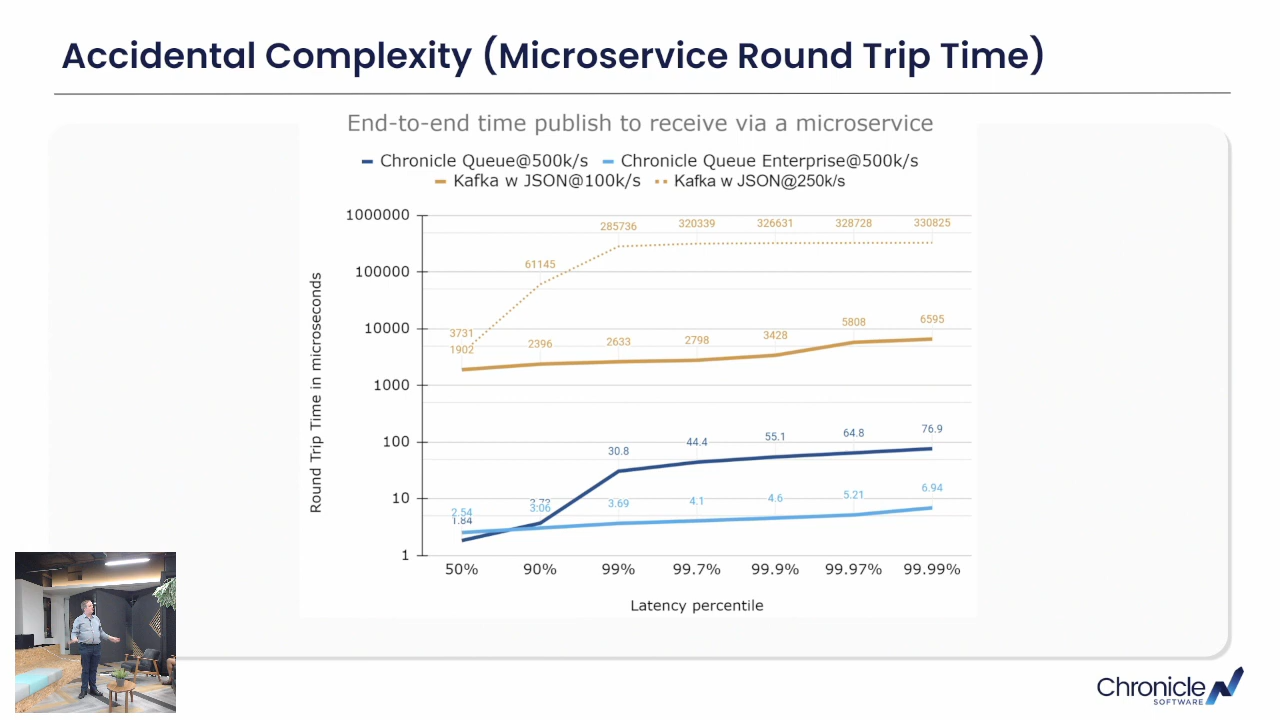 Accidental Complexity (Microservice Round Trip Time)
End-to-end time publish to receive via a microservice
Chronicle Queue@500k/s Chronicle Queue Enterprise@500k/s
Kafka w JSON@100k/s Kafka w JSON@250k/s
Round Trip Time in microseconds
1000000
100000
10000
1000
100
10
1
3731 61145 285736 320339 326631 328728 330825
1902 2396 2633 2798 3428 5808 6595
1.84 3.72 30.8 44.4 55.1 64.8 76.9
2.54 3.06 3.69 4.1 4.6 5.21 6.94
50% 90% 99% 99.7% 99.9% 99.97% 99.99%
Latency percentile
Chronicle
SOFTWARE